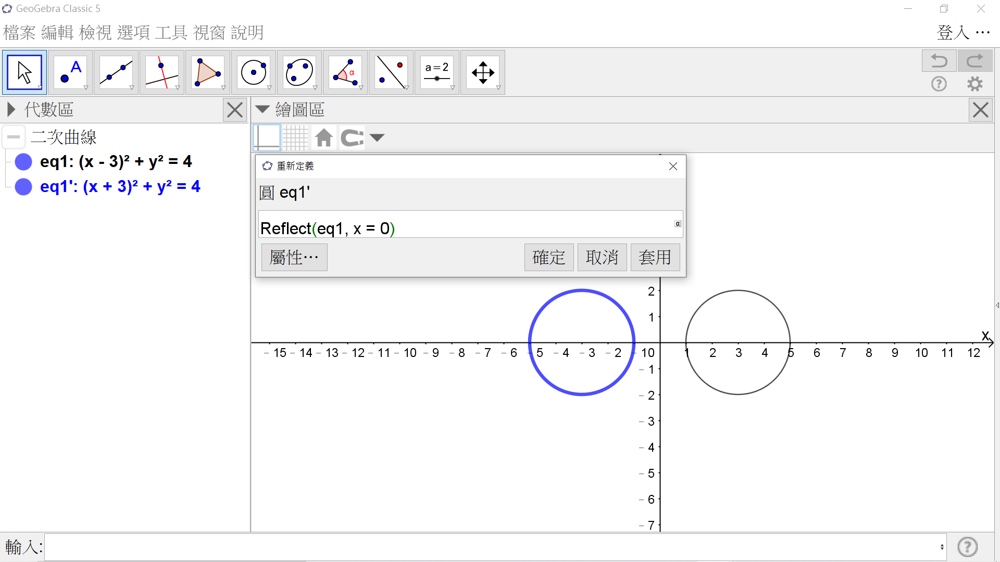 GeoGebra Classic 5
檔案 編輯 檢視 選項 工具 視窗 說明
登入 …
A
α
a = 2
代數區
繪圖區
二次曲線
eq1: (x - 3)² + y² = 4
eq1': (x + 3)² + y² = 4
重新定義
圓 eq1'
Reflect(eq1, x = 0)
α
屬性…
確定 取消 套用
2
1
x
– 15 – 14 – 13 – 12 – 11 – 10 – 9 – 8 – 7 – 6 – 5 – 4 – 3 – 2 – 1 0 1 2 3 4 5 6 7 8 9 10 11 12
– 1
– 2
– 3
– 4
– 5
– 6
– 7
輸入: